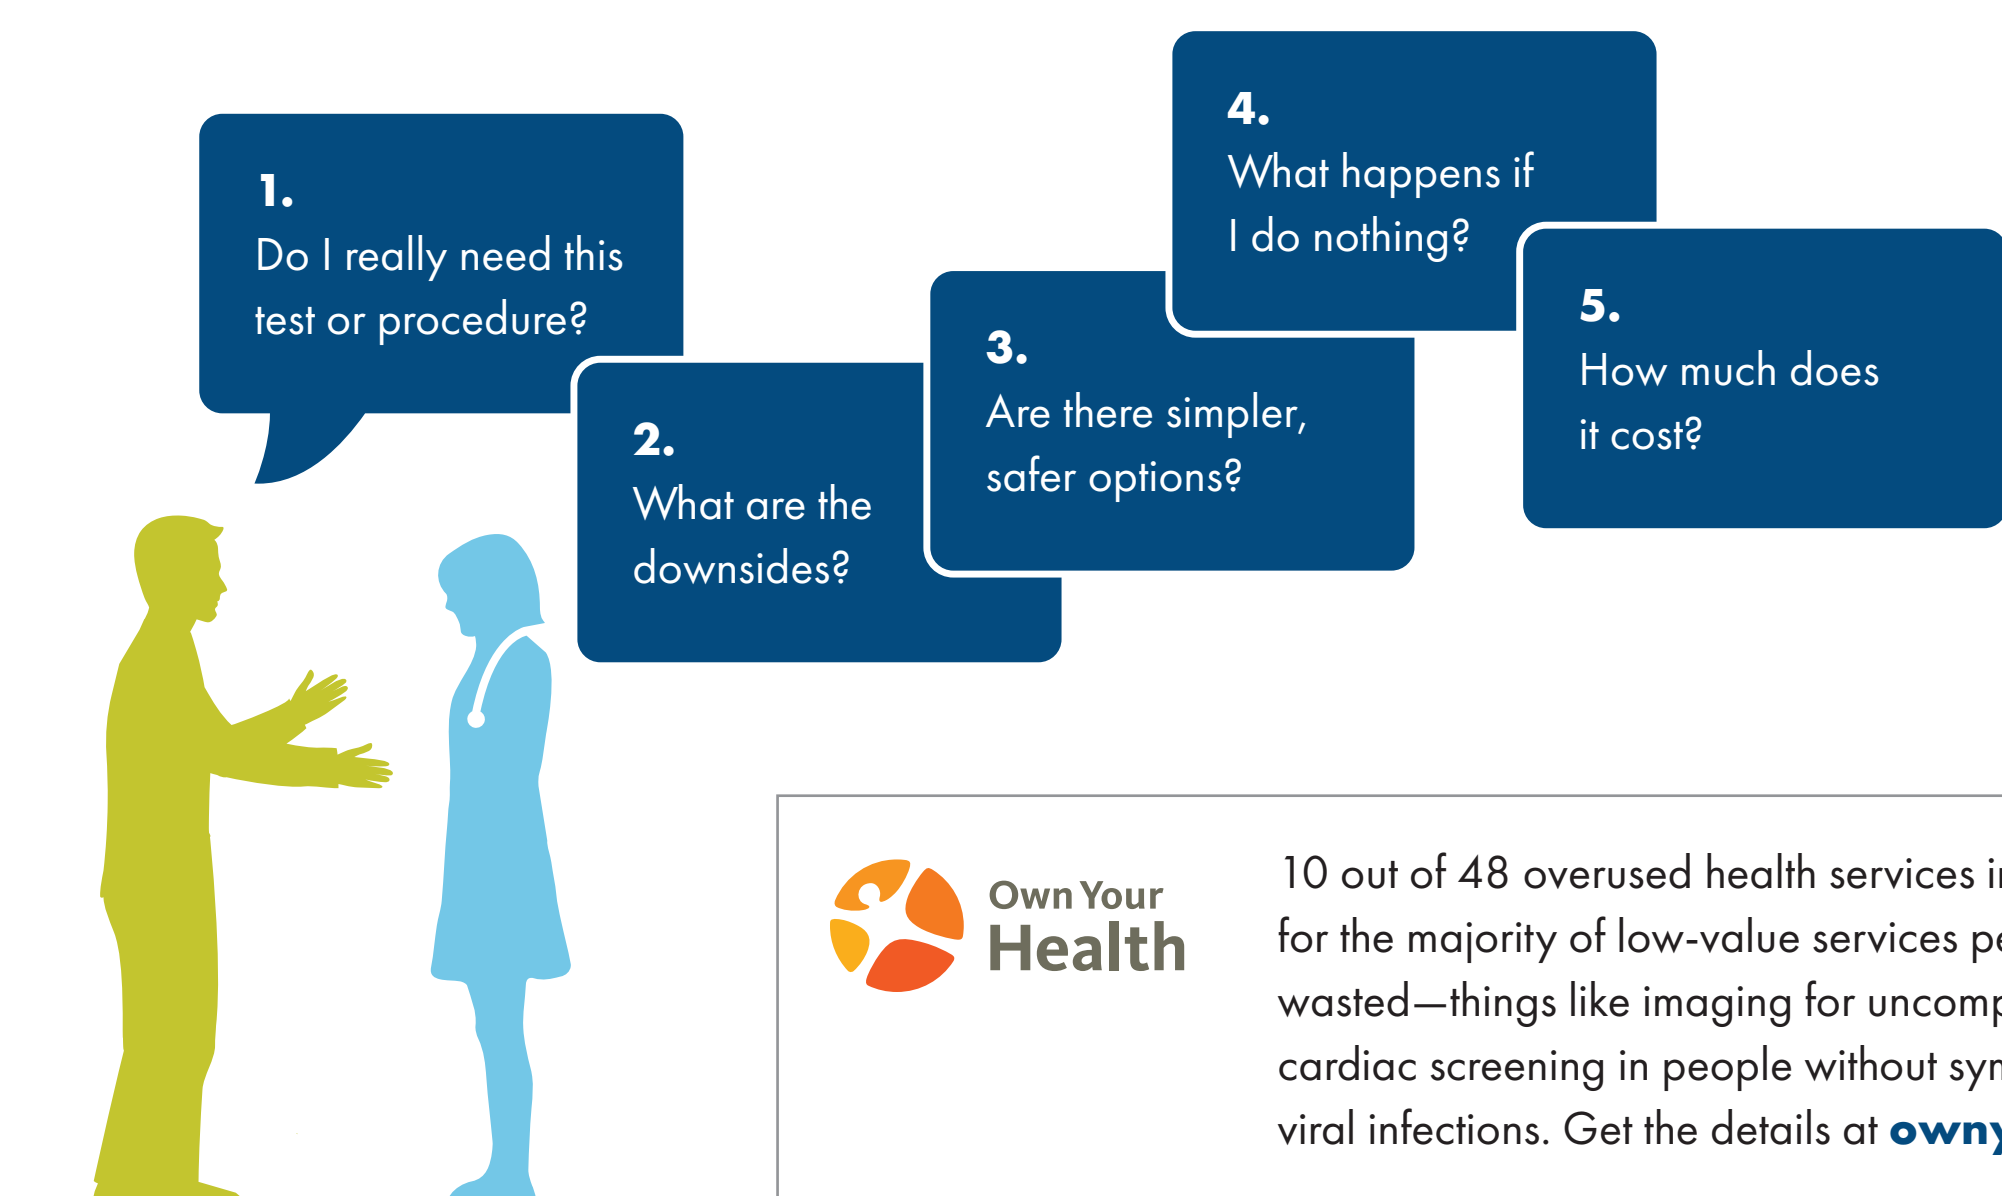 1.
Do I really need this
test or procedure?
2.
What are the
downsides?
3.
Are there simpler,
safer options?
4.
What happens if
I do nothing?
5.
How much does
it cost?
Own Your
Health
10 out of 48 overused health services
for the majority of low-value services
wasted—things like imaging for
cardiac screening in people without
viral infections. Get the details at